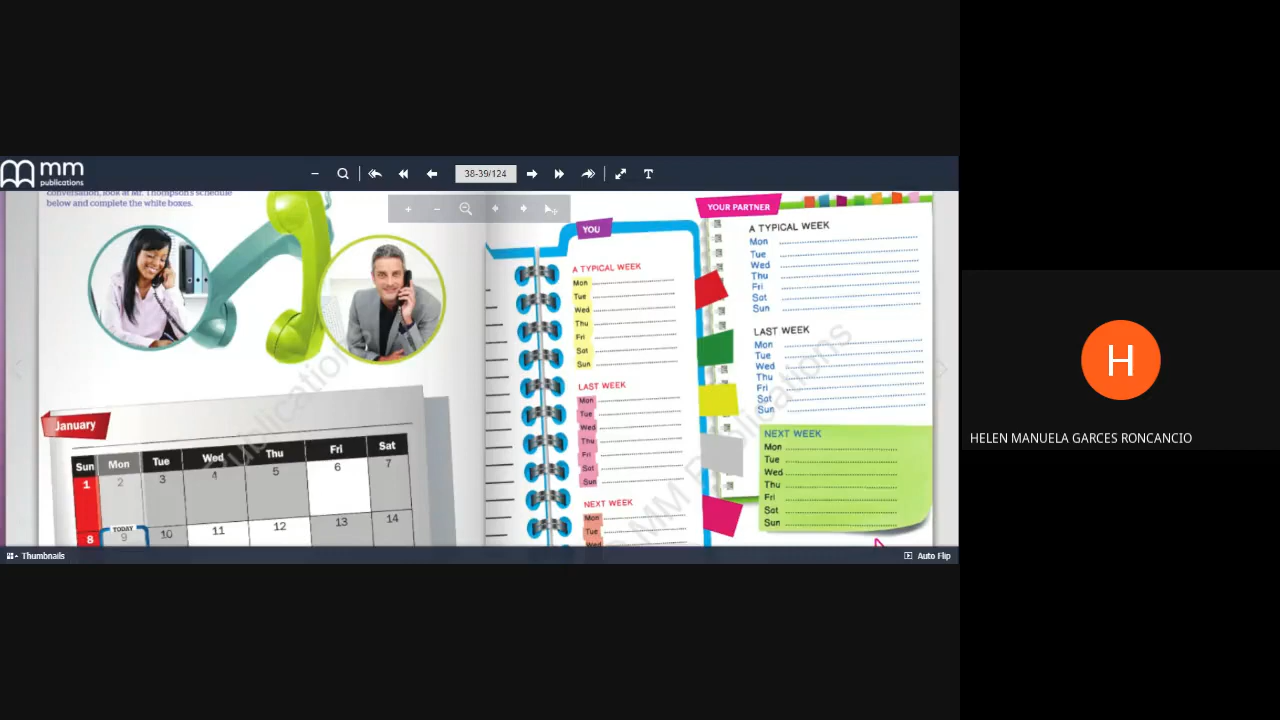 mm
publications
38-39/124
conversation, look at Mr. Thompson's schedule
below and complete the white boxes.
January
Sun Mon Tue Wed Thu Fri Sat
1 2 3 4 5 6 7
TODAY
8 9 10 11 12 13 14
YOU
A TYPICAL WEEK
Mon
Tue
Wed
Thu
Fri
Sat
Sun
LAST WEEK
Mon
Tue
Wed
Thu
Fri
Sat
Sun
NEXT WEEK
Mon
Tue
Wed
YOUR PARTNER
A TYPICAL WEEK
Mon
Tue
Wed
Thu
Fri
Sat
Sun
LAST WEEK
Mon
Tue
Wed
Thu
Fri
Sat
Sun
NEXT WEEK
Mon
Tue
Wed
Thu
Fri
Sat
Sun
MM Publications
Thumbnails
Auto Flip
H
HELEN MANUELA GARCES RONCANCIO